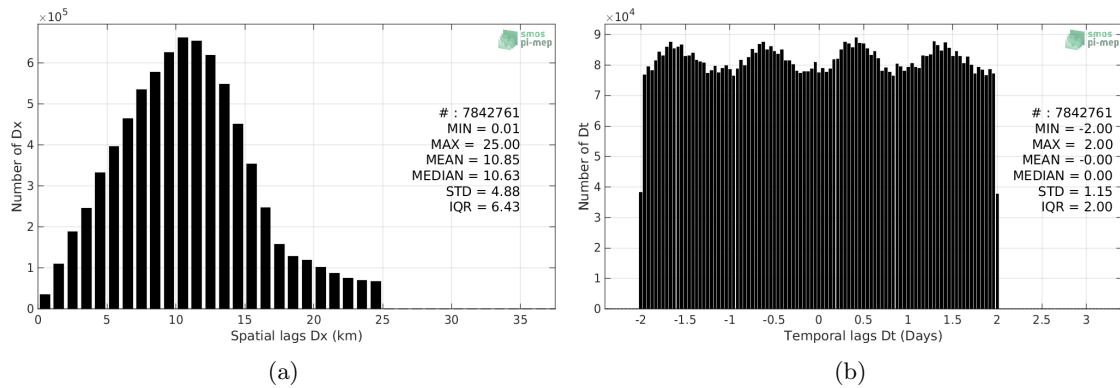 ×10^5
smos
pi-mep
6
5
4
3
2
1
0
Number of Dx
# : 7842761
MIN = 0.01
MAX = 25.00
MEAN = 10.85
MEDIAN = 10.63
STD = 4.88
IQR = 6.43
0 5 10 15 20 25 30 35
Spatial lags Dx (km)
(a)
×10^4
smos
pi-mep
9
8
7
6
5
4
3
2
1
0
Number of Dt
# : 7842761
MIN = -2.00
MAX = 2.00
MEAN = -0.00
MEDIAN = 0.00
STD = 1.15
IQR = 2.00
-2 -1.5 -1 -0.5 0 0.5 1 1.5 2 2.5 3
Temporal lags Dt (Days)
(b)